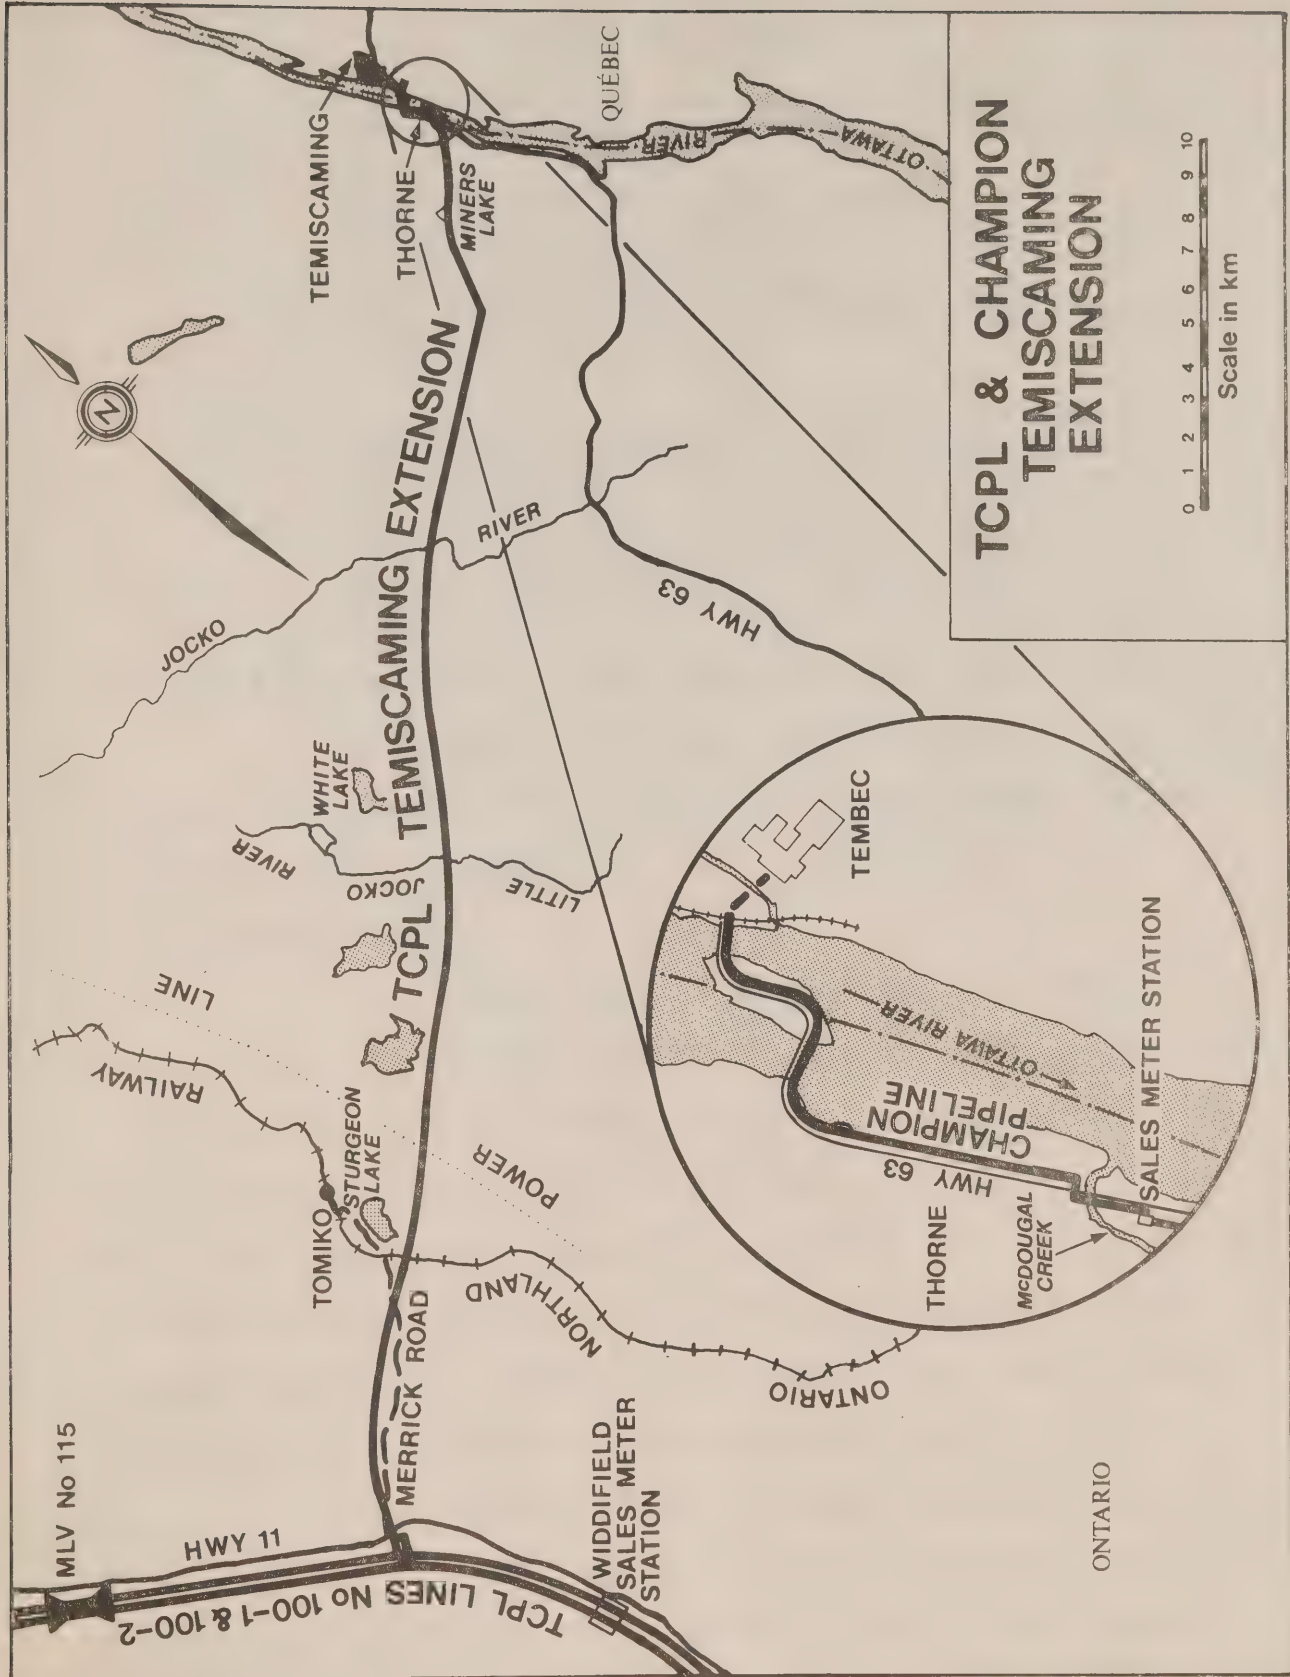 MLV No 115
HWY 11
TCPL LINES No 100-1 & 100-2
WIDDIFIELD
SALES METER
STATION
MERRICK ROAD
TOMIKO
STURGEON
LAKE
RAILWAY
NORTHLAND
ONTARIO
LINE
POWER
TCPL TEMISCAMING EXTENSION
RIVER
JOCKO
LITTLE
WHITE
LAKE
JOCKO
RIVER
N
TEMISCAMING
THORNE
MINERS
LAKE
QUÉBEC
RIVER
OTTAWA
HWY 63
ONTARIO
TEMBEC
OTTAWA RIVER
CHAMPION
PIPELINE
HWY 63
THORNE
McDOUGAL
CREEK
SALES METER STATION
TCPL & CHAMPION
TEMISCAMING
EXTENSION
0 1 2 3 4 5 6 7 8 9 10
Scale in km